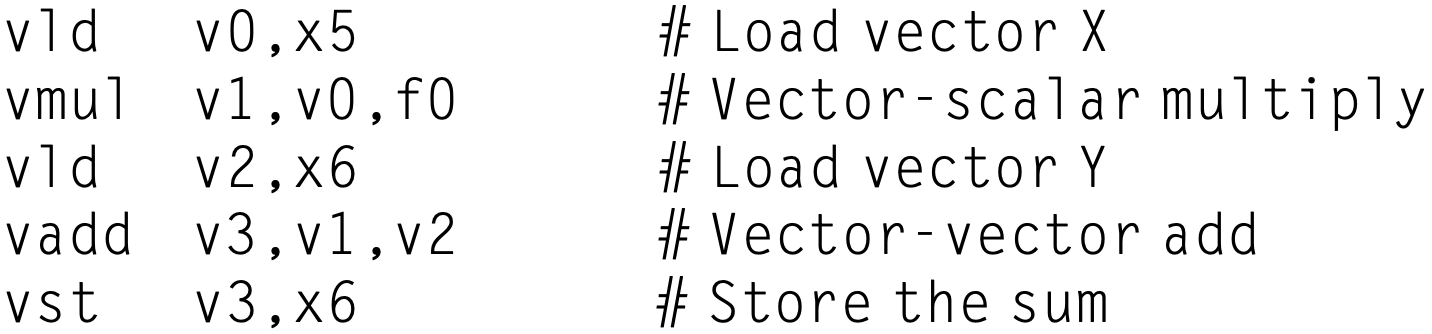 vld v0,x5 # Load vector X
vmul v1,v0,f0 # Vector-scalar multiply
vld v2,x6 # Load vector Y
vadd v3,v1,v2 # Vector-vector add
vst v3,x6 # Store the sum